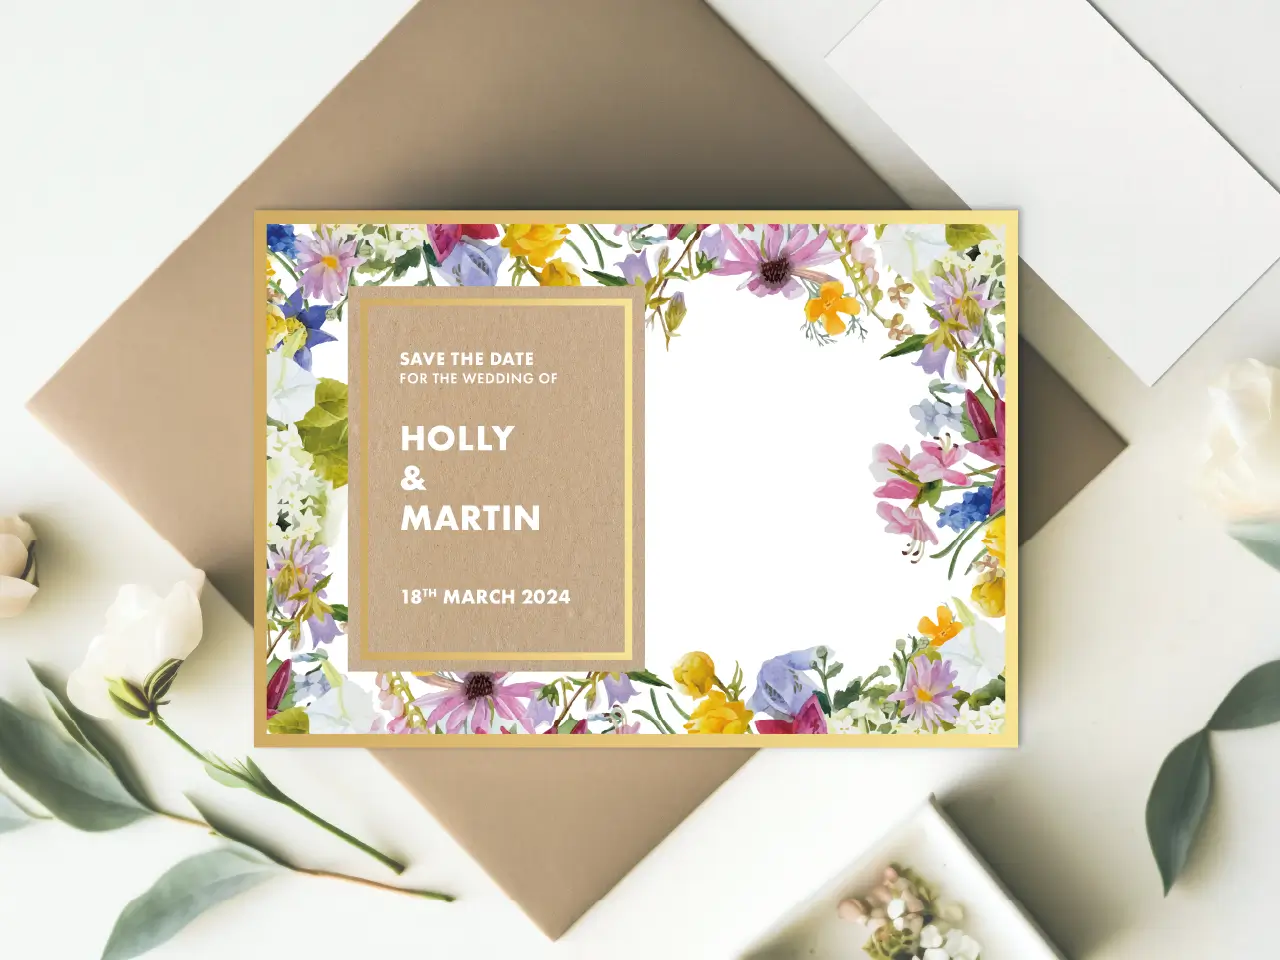 SAVE THE DATE
FOR THE WEDDING OF
HOLLY
&
MARTIN
18TH MARCH 2024